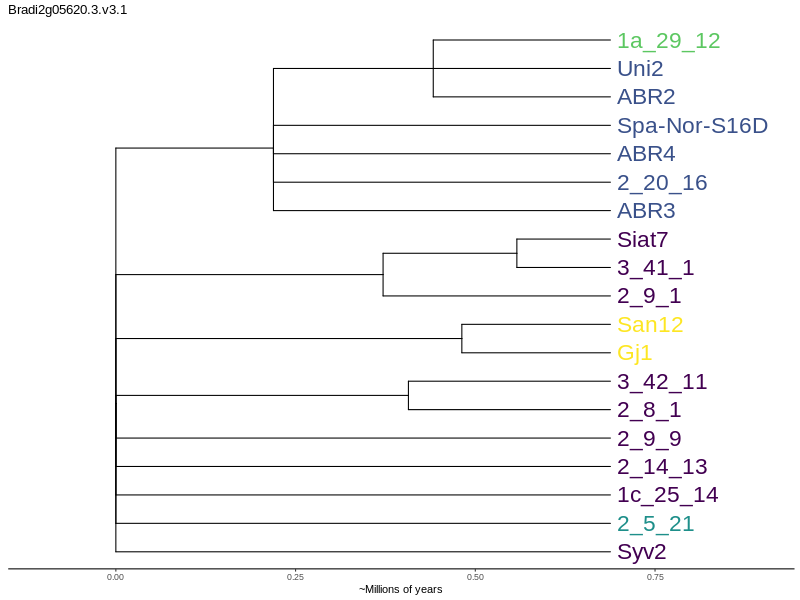 Bradi2g05620.3.v3.1
1a_29_12
Uni2
ABR2
Spa-Nor-S16D
ABR4
2_20_16
ABR3
Siat7
3_41_1
2_9_1
San12
Gj1
3_42_11
2_8_1
2_9_9
2_14_13
1c_25_14
2_5_21
Syv2
0.00 0.25 0.50 0.75
~Millions of years